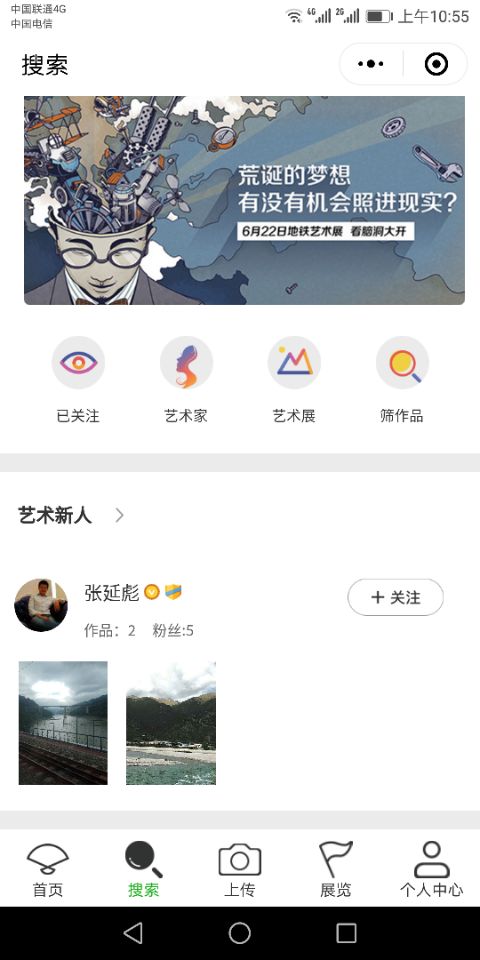 中国联通4G
中国电信
4G
2G
上午10:55
搜索
荒诞的梦想
有没有机会照进现实?
6月22日地铁艺术展 看脑洞大开
已关注
艺术家
艺术展
筛作品
艺术新人
张延彪
+ 关注
作品: 2 粉丝:5
首页
搜索
上传
展览
个人中心